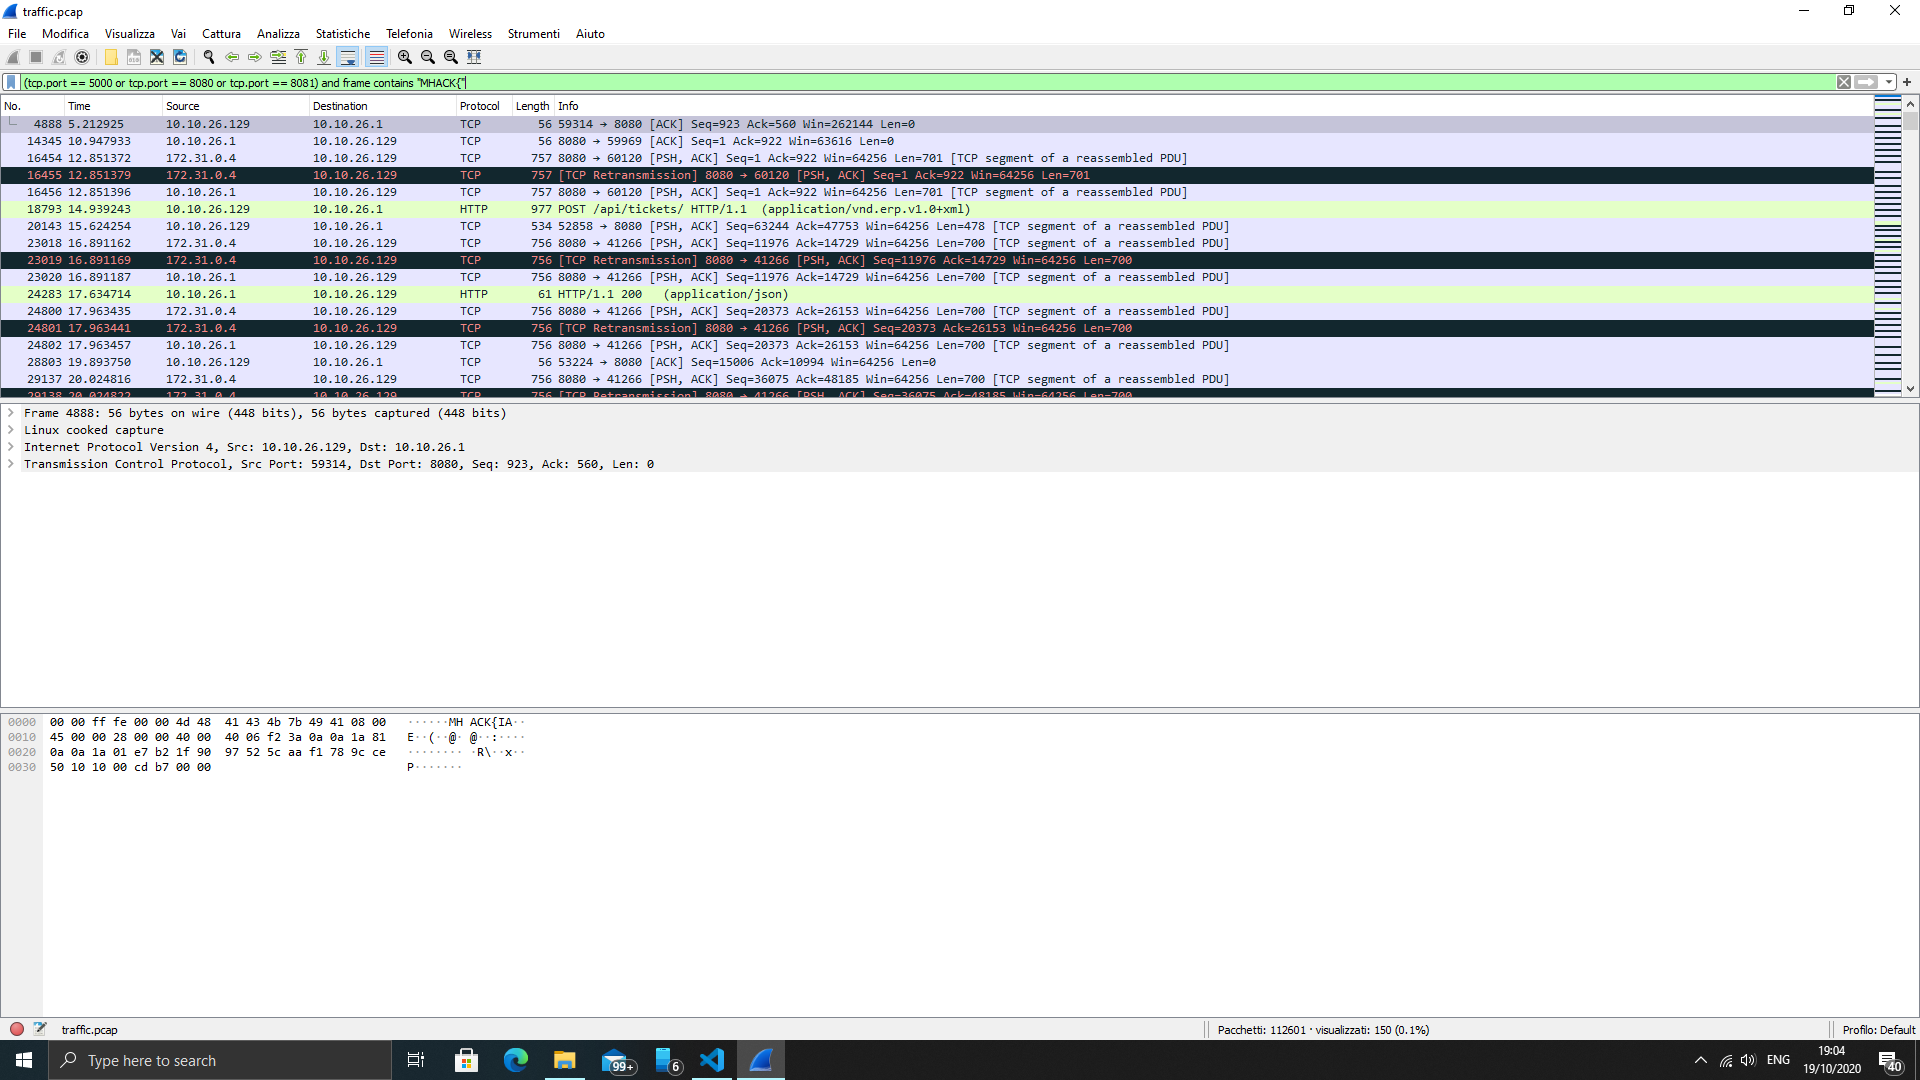 traffic.pcap
File Modifica Visualizza Vai Cattura Analizza Statistiche Telefonia Wireless Strumenti Aiuto
(tcp.port == 5000 or tcp.port == 8080 or tcp.port == 8081) and frame contains "MHACK{"
No. Time Source Destination Protocol Length Info
4888 5.212925 10.10.26.129 10.10.26.1 TCP 56 59314 → 8080 [ACK] Seq=923 Ack=560 Win=262144 Len=0
14345 10.947933 10.10.26.1 10.10.26.129 TCP 56 8080 → 59969 [ACK] Seq=1 Ack=922 Win=63616 Len=0
16454 12.851372 172.31.0.4 10.10.26.129 TCP 757 8080 → 60120 [PSH, ACK] Seq=1 Ack=922 Win=64256 Len=701 [TCP segment of a reassembled PDU]
16455 12.851379 172.31.0.4 10.10.26.129 TCP 757 [TCP Retransmission] 8080 → 60120 [PSH, ACK] Seq=1 Ack=922 Win=64256 Len=701
16456 12.851396 10.10.26.1 10.10.26.129 TCP 757 8080 → 60120 [PSH, ACK] Seq=1 Ack=922 Win=64256 Len=701 [TCP segment of a reassembled PDU]
18793 14.939243 10.10.26.129 10.10.26.1 HTTP 977 POST /api/tickets/ HTTP/1.1 (application/vnd.erp.v1.0+xml)
20143 15.624254 10.10.26.129 10.10.26.1 TCP 534 52858 → 8080 [PSH, ACK] Seq=63244 Ack=47753 Win=64256 Len=478 [TCP segment of a reassembled PDU]
23018 16.891162 172.31.0.4 10.10.26.129 TCP 756 8080 → 41266 [PSH, ACK] Seq=11976 Ack=14729 Win=64256 Len=700 [TCP segment of a reassembled PDU]
23019 16.891169 172.31.0.4 10.10.26.129 TCP 756 [TCP Retransmission] 8080 → 41266 [PSH, ACK] Seq=11976 Ack=14729 Win=64256 Len=700
23020 16.891187 10.10.26.1 10.10.26.129 TCP 756 8080 → 41266 [PSH, ACK] Seq=11976 Ack=14729 Win=64256 Len=700 [TCP segment of a reassembled PDU]
24283 17.634714 10.10.26.1 10.10.26.129 HTTP 61 HTTP/1.1 200 (application/json)
24800 17.963435 172.31.0.4 10.10.26.129 TCP 756 8080 → 41266 [PSH, ACK] Seq=20373 Ack=26153 Win=64256 Len=700 [TCP segment of a reassembled PDU]
24801 17.963441 172.31.0.4 10.10.26.129 TCP 756 [TCP Retransmission] 8080 → 41266 [PSH, ACK] Seq=20373 Ack=26153 Win=64256 Len=700
24802 17.963457 10.10.26.1 10.10.26.129 TCP 756 8080 → 41266 [PSH, ACK] Seq=20373 Ack=26153 Win=64256 Len=700 [TCP segment of a reassembled PDU]
28803 19.893750 10.10.26.129 10.10.26.1 TCP 56 53224 → 8080 [ACK] Seq=15006 Ack=10994 Win=64256 Len=0
29137 20.024816 172.31.0.4 10.10.26.129 TCP 756 8080 → 41266 [PSH, ACK] Seq=36075 Ack=48185 Win=64256 Len=700 [TCP segment of a reassembled PDU]
29138 20.024822 172.31.0.4 10.10.26.129 TCP 756 [TCP Retransmission] 8080 → 41266 [PSH, ACK] Seq=36075 Ack=48185 Win=64256 Len=700
Frame 4888: 56 bytes on wire (448 bits), 56 bytes captured (448 bits)
Linux cooked capture
Internet Protocol Version 4, Src: 10.10.26.129, Dst: 10.10.26.1
Transmission Control Protocol, Src Port: 59314, Dst Port: 8080, Seq: 923, Ack: 560, Len: 0
0000 00 00 ff fe 00 00 4d 48 41 43 4b 7b 49 41 08 00 ······MH ACK{IA··
0010 45 00 00 28 00 00 40 00 40 06 f2 3a 0a 0a 1a 81 E··(··@· @··:····
0020 0a 0a 1a 01 e7 b2 1f 90 97 52 5c aa f1 78 9c ce ········ ·R\··x··
0030 50 10 10 00 cd b7 00 00 P·······
traffic.pcap
Pacchetti: 112601 · visualizzati: 150 (0.1%)
Profilo: Default
Type here to search
99+
6
ENG
19:04
19/10/2020
40